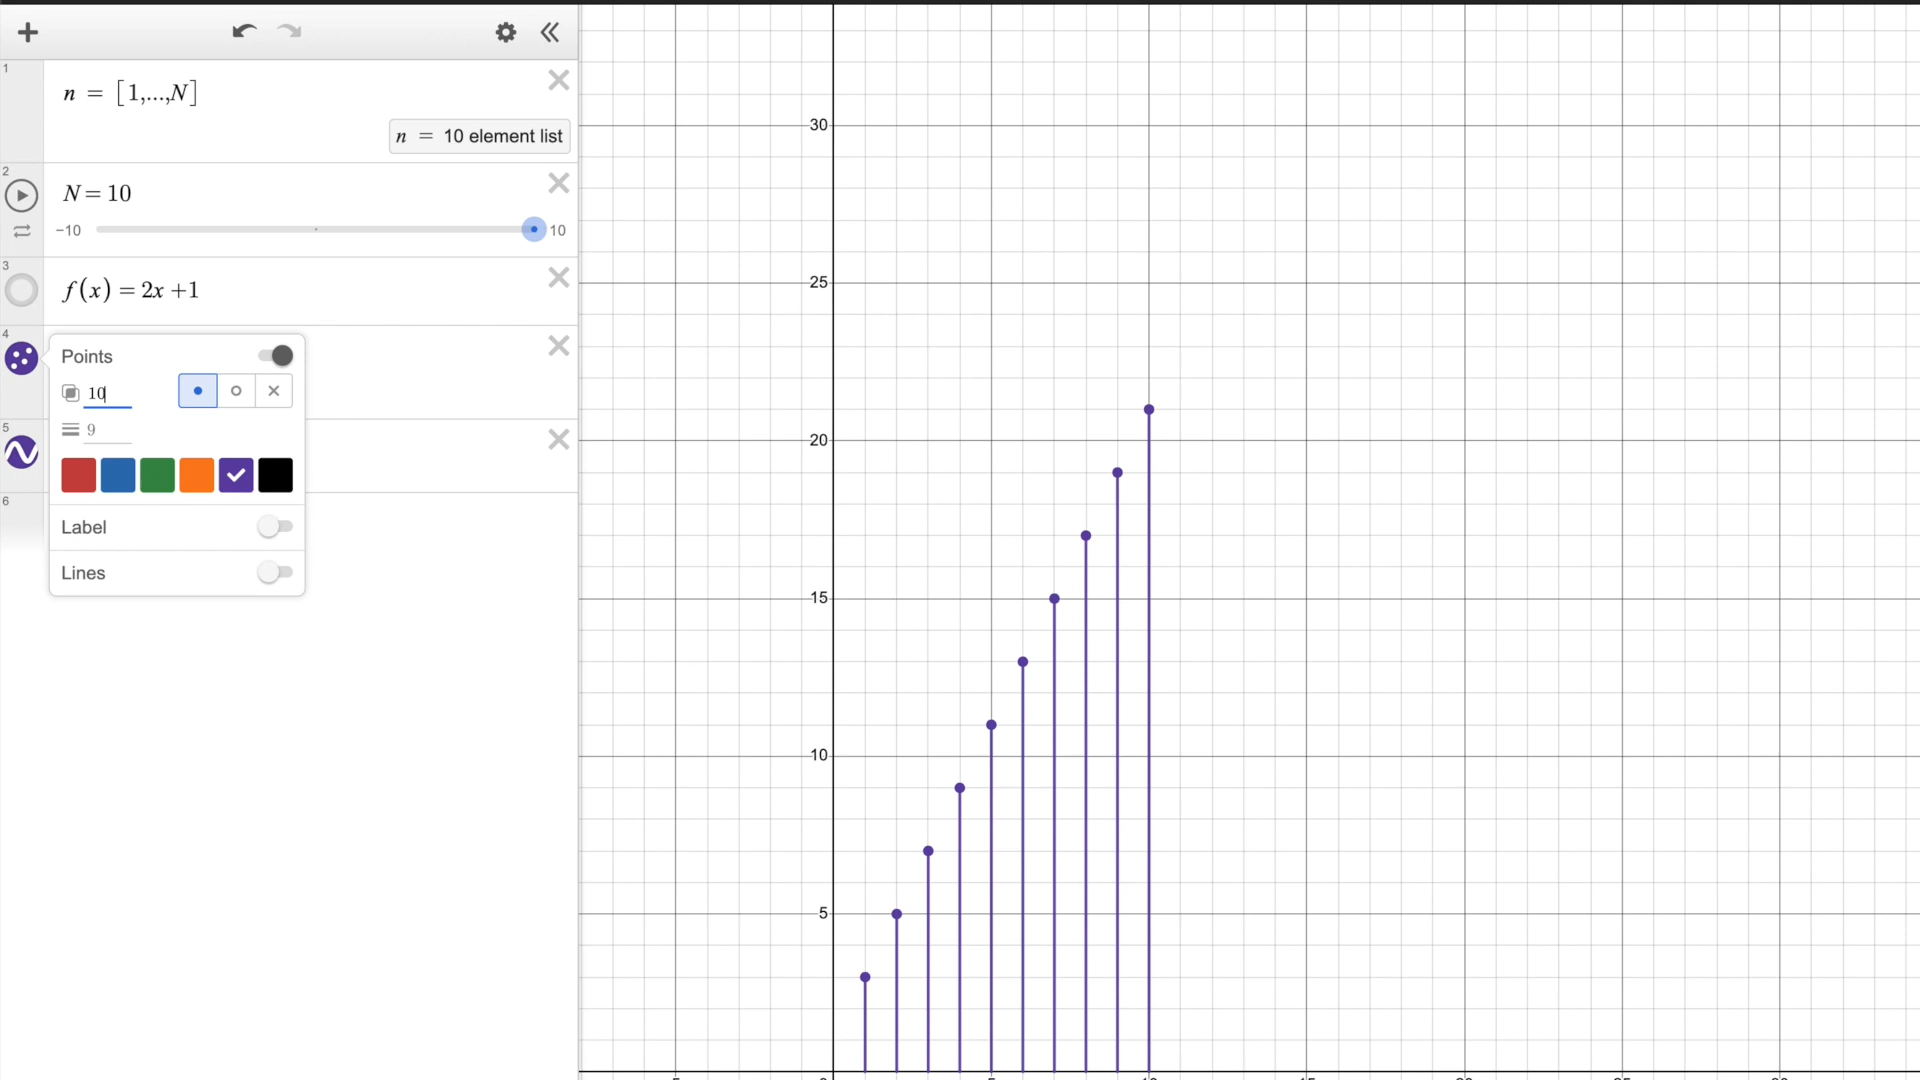 1
n = [1,...,N]
n = 10 element list
2
N = 10
−10
10
3
f(x) = 2x + 1
4
Points
10
9
5
6
Label
Lines
30
25
20
15
10
5